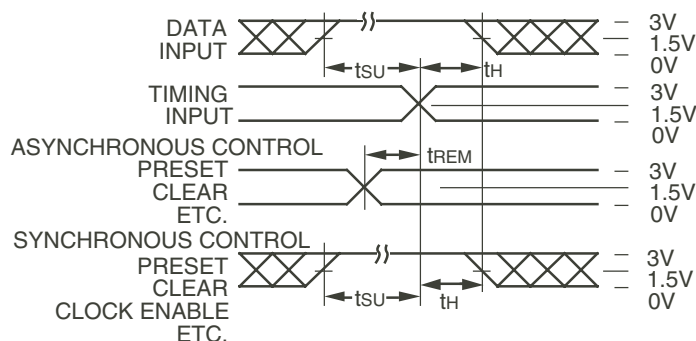 DATA
INPUT
3V
1.5V
0V
tSU
tH
TIMING
INPUT
3V
1.5V
0V
ASYNCHRONOUS CONTROL
PRESET
CLEAR
ETC.
tREM
3V
1.5V
0V
SYNCHRONOUS CONTROL
PRESET
CLEAR
CLOCK ENABLE
ETC.
tSU
tH
3V
1.5V
0V